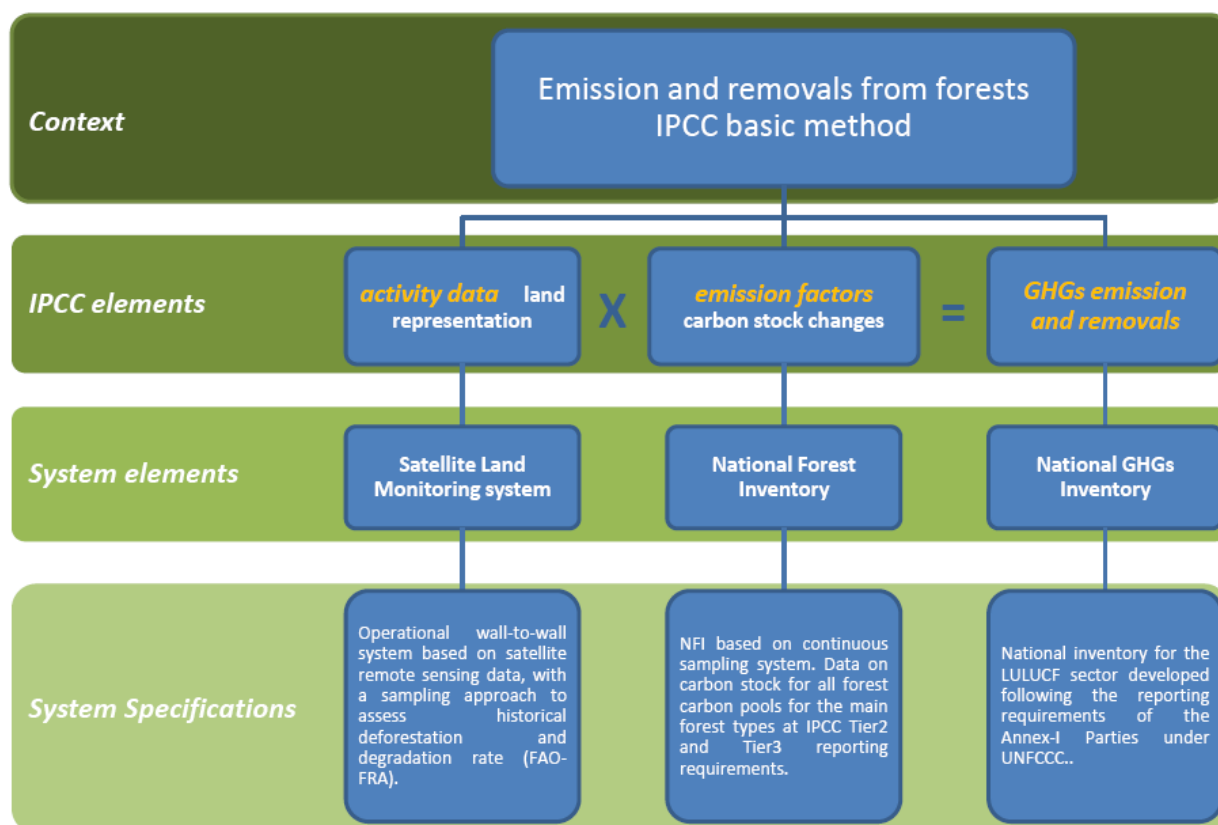 Context
Emission and removals from forests
IPCC basic method
IPCC elements
activity data land
representation
X
emission factors
carbon stock changes
=
GHGs emission
and removals
System elements
Satellite Land
Monitoring system
National Forest
Inventory
National GHGs
Inventory
System Specifications
Operational wall-to-wall
system based on satellite
remote sensing data, with
a sampling approach to
assess historical
deforestation and
degradation rate (FAO-
FRA).
NFI based on continuous
sampling system. Data on
carbon stock for all forest
carbon pools for the main
forest types at IPCC Tier2
and Tier3 reporting
requirements.
National inventory for the
LULUCF sector developed
following the reporting
requirements of the
Annex-I Parties under
UNFCCC..